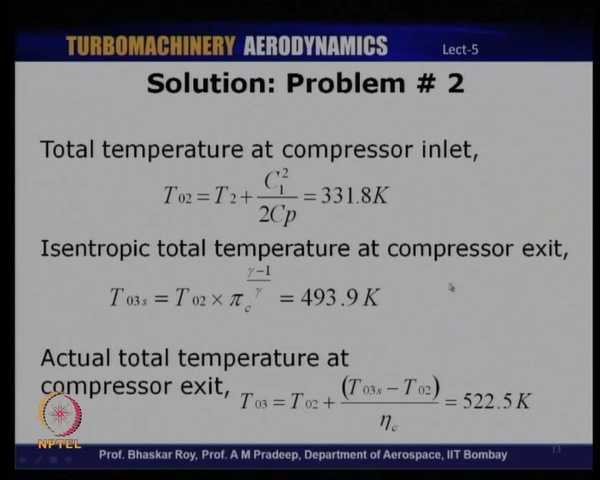 TURBOMACHINERY AERODYNAMICS Lect-5
Solution: Problem # 2
Total temperature at compressor inlet,
T02 = T2 + C1²/2Cp = 331.8K
Isentropic total temperature at compressor exit,
T03s = T02 × πc^((γ−1)/γ) = 493.9 K
Actual total temperature at
compressor exit, T03 = T02 + (T03s − T02)/ηc = 522.5K
NPTEL
Prof. Bhaskar Roy, Prof. A M Pradeep, Department of Aerospace, IIT Bombay
13